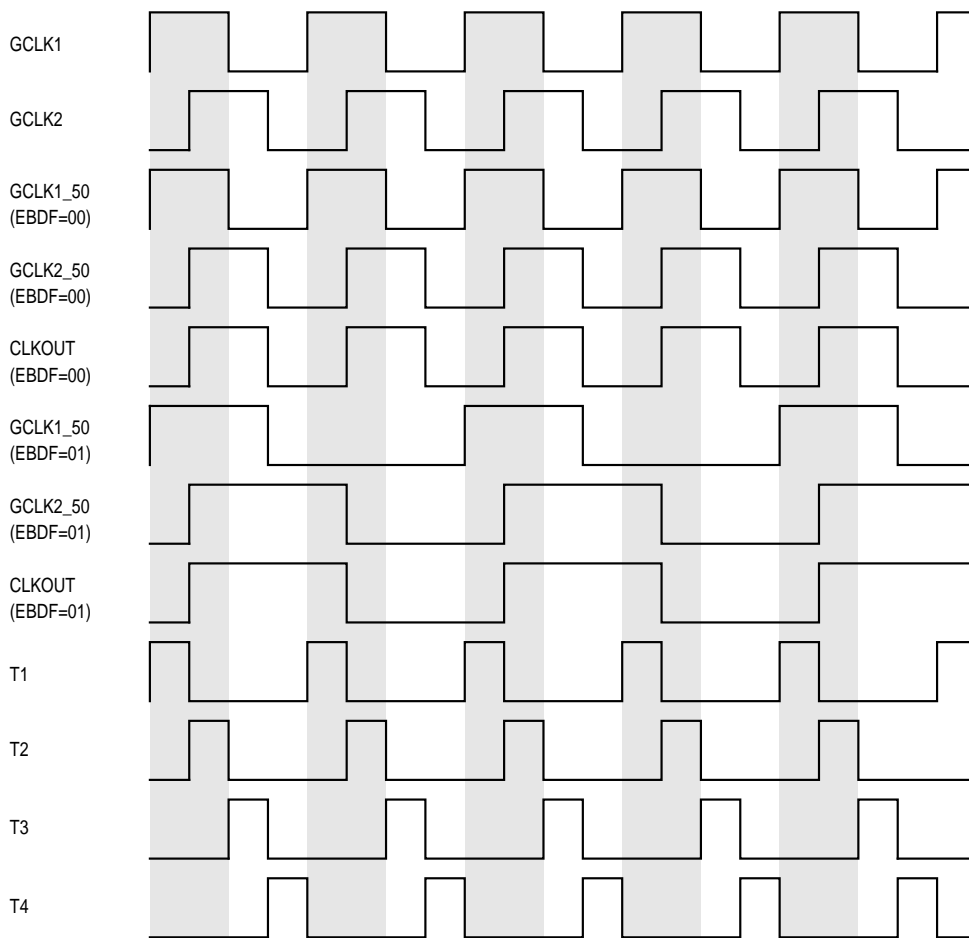 GCLK1
GCLK2
GCLK1_50
(EBDF=00)
GCLK2_50
(EBDF=00)
CLKOUT
(EBDF=00)
GCLK1_50
(EBDF=01)
GCLK2_50
(EBDF=01)
CLKOUT
(EBDF=01)
T1
T2
T3
T4